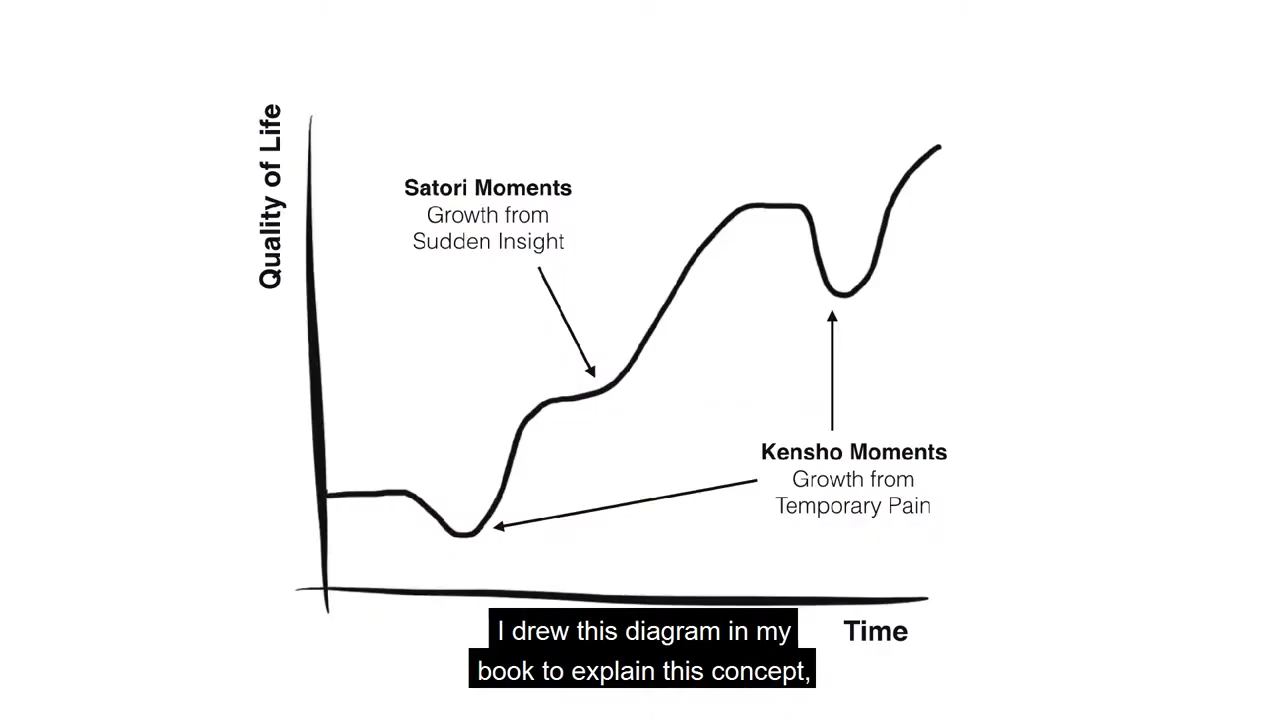 Quality of Life
Satori Moments
Growth from
Sudden Insight
Kensho Moments
Growth from
Temporary Pain
Time
I drew this diagram in my
book to explain this concept,